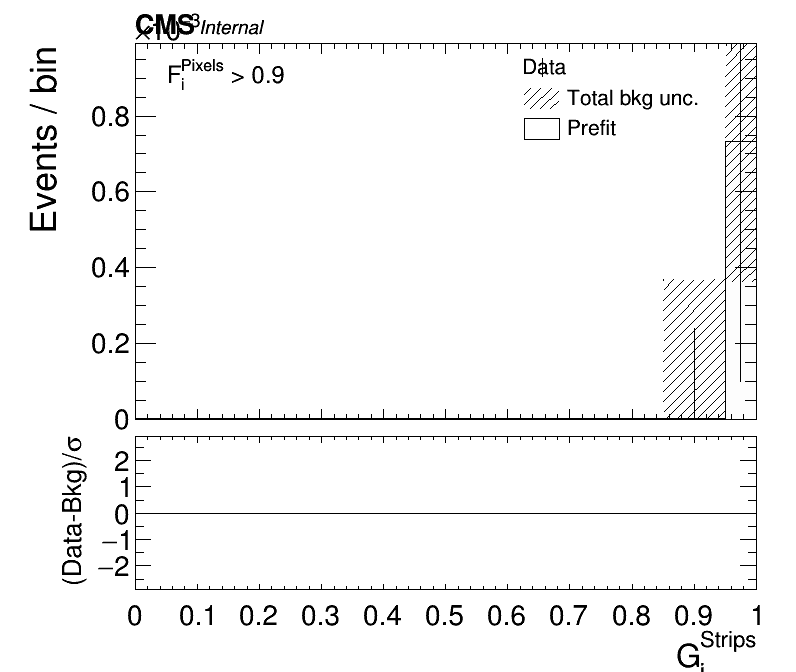 CMS Internal
×10⁻³
F_i^Pixels > 0.9
Data
Total bkg unc.
Prefit
Events / bin
0.8
0.6
0.4
0.2
0
(Data-Bkg)/σ
2
1
0
−1
−2
0 0.1 0.2 0.3 0.4 0.5 0.6 0.7 0.8 0.9 1
G_i^Strips